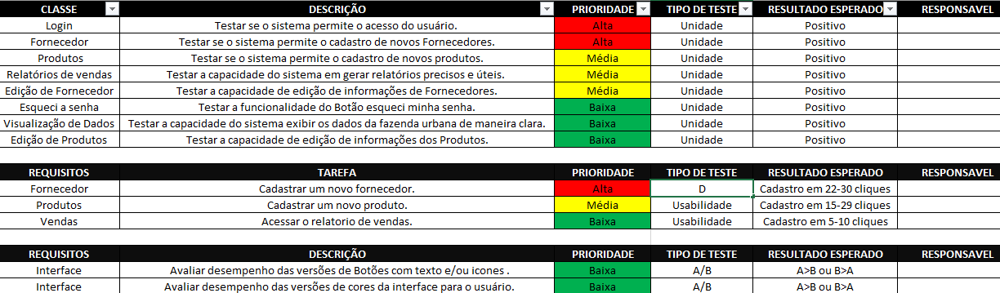 CLASSE DESCRIÇÃO PRIORIDADE TIPO DE TESTE RESULTADO ESPERADO RESPONSAVEL
Login Testar se o sistema permite o acesso do usuário. Alta Unidade Positivo
Fornecedor Testar se o sistema permite o cadastro de novos Fornecedores. Alta Unidade Positivo
Produtos Testar se o sistema permite o cadastro de novos produtos. Média Unidade Positivo
Relatórios de vendas Testar a capacidade do sistema em gerar relatórios precisos e úteis. Média Unidade Positivo
Edição de Fornecedor Testar a capacidade de edição de informações de Fornecedores. Média Unidade Positivo
Esqueci a senha Testar a funcionalidade do Botão esqueci minha senha. Baixa Unidade Positivo
Visualização de Dados Testar a capacidade do sistema exibir os dados da fazenda urbana de maneira clara. Baixa Unidade Positivo
Edição de Produtos Testar a capacidade de edição de informações dos Produtos. Baixa Unidade Positivo
REQUISITOS TAREFA PRIORIDADE TIPO DE TESTE RESULTADO ESPERADO RESPONSAVEL
Fornecedor Cadastrar um novo fornecedor. Alta D Cadastro em 22-30 cliques
Produtos Cadastrar um novo produto. Média Usabilidade Cadastro em 15-29 cliques
Vendas Acessar o relatorio de vendas. Baixa Usabilidade Cadastro em 5-10 cliques
REQUISITOS DESCRIÇÃO PRIORIDADE TIPO DE TESTE RESULTADO ESPERADO RESPONSAVEL
Interface Avaliar desempenho das versões de Botões com texto e/ou icones . Baixa A/B A>B ou B>A
Interface Avaliar desempenho das versões de cores da interface para o usuário. Baixa A/B A>B ou B>A